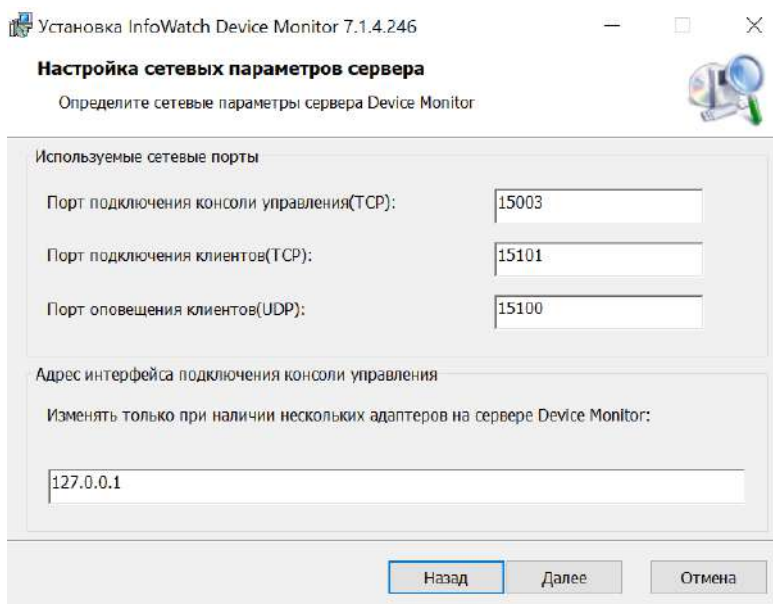 Установка InfoWatch Device Monitor 7.1.4.246
Настройка сетевых параметров сервера
Определите сетевые параметры сервера Device Monitor
Используемые сетевые порты
Порт подключения консоли управления(TCP): 15003
Порт подключения клиентов(TCP): 15101
Порт оповещения клиентов(UDP): 15100
Адрес интерфейса подключения консоли управления
Изменять только при наличии нескольких адаптеров на сервере Device Monitor:
127.0.0.1
Назад Далее Отмена